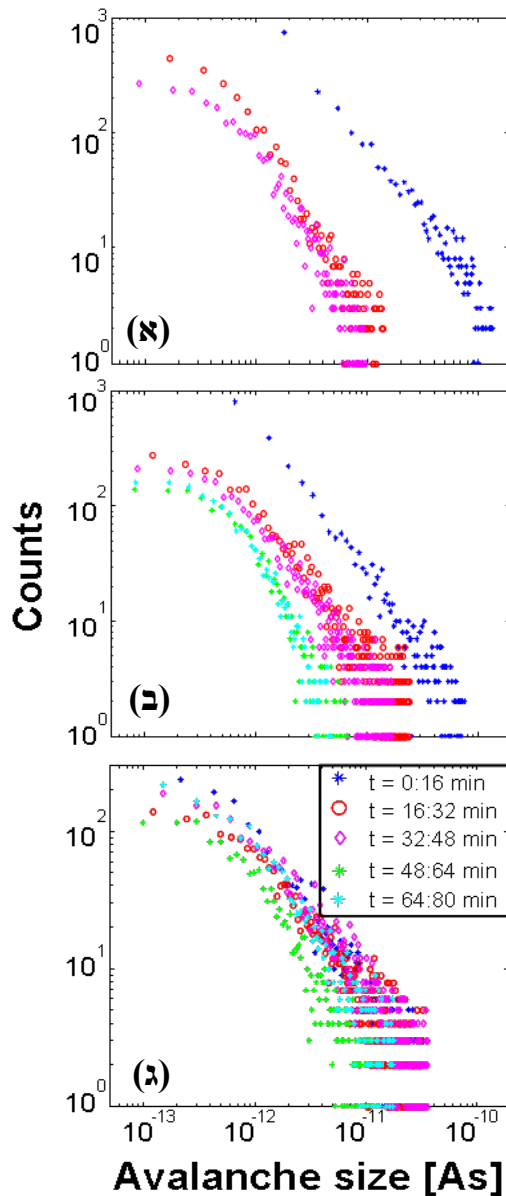 10^3
10^2
10^1
(א)
10^0
10^3
10^2
Counts
10^1
(ב)
10^0
t = 0:16 min
t = 16:32 min
10^2
t = 32:48 min
t = 48:64 min
t = 64:80 min
10^1
(ג)
10^0
10^-13 10^-12 10^-11 10^-10
Avalanche size [As]